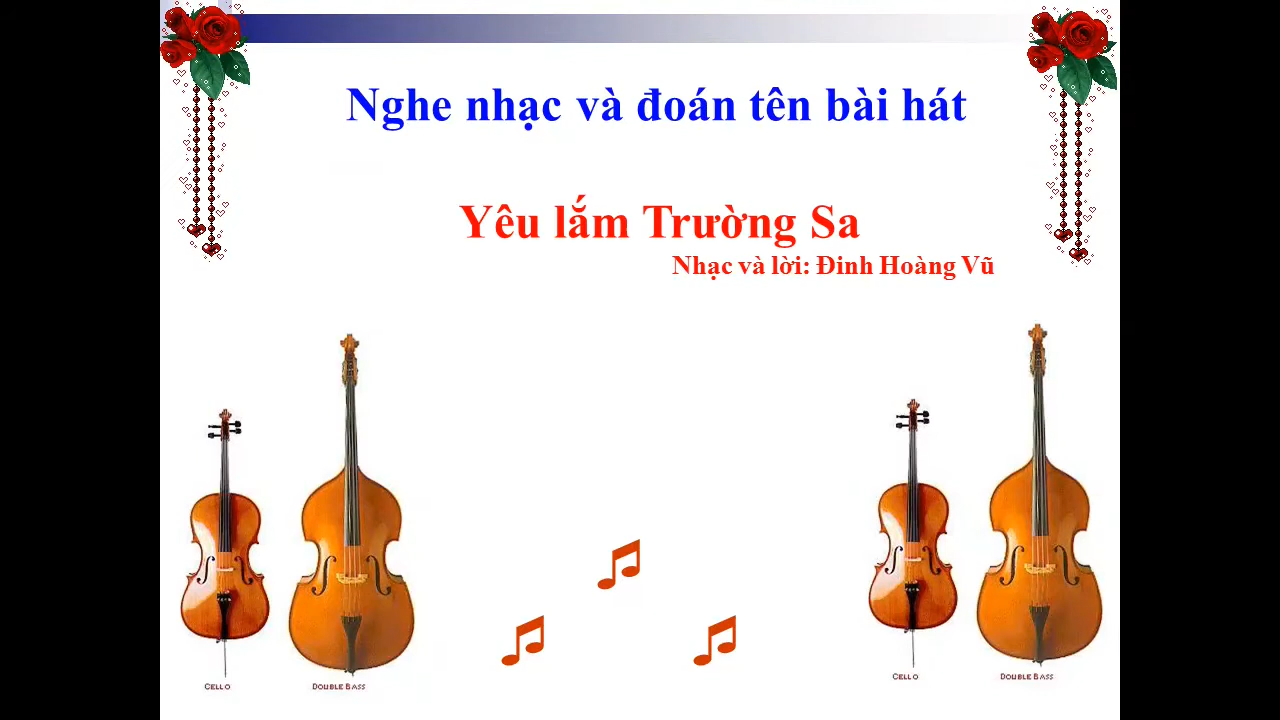 Nghe nhạc và đoán tên bài hát
Yêu lắm Trường Sa
Nhạc và lời: Đinh Hoàng Vũ
CELLO
DOUBLE BASS
CELLO
DOUBLE BASS